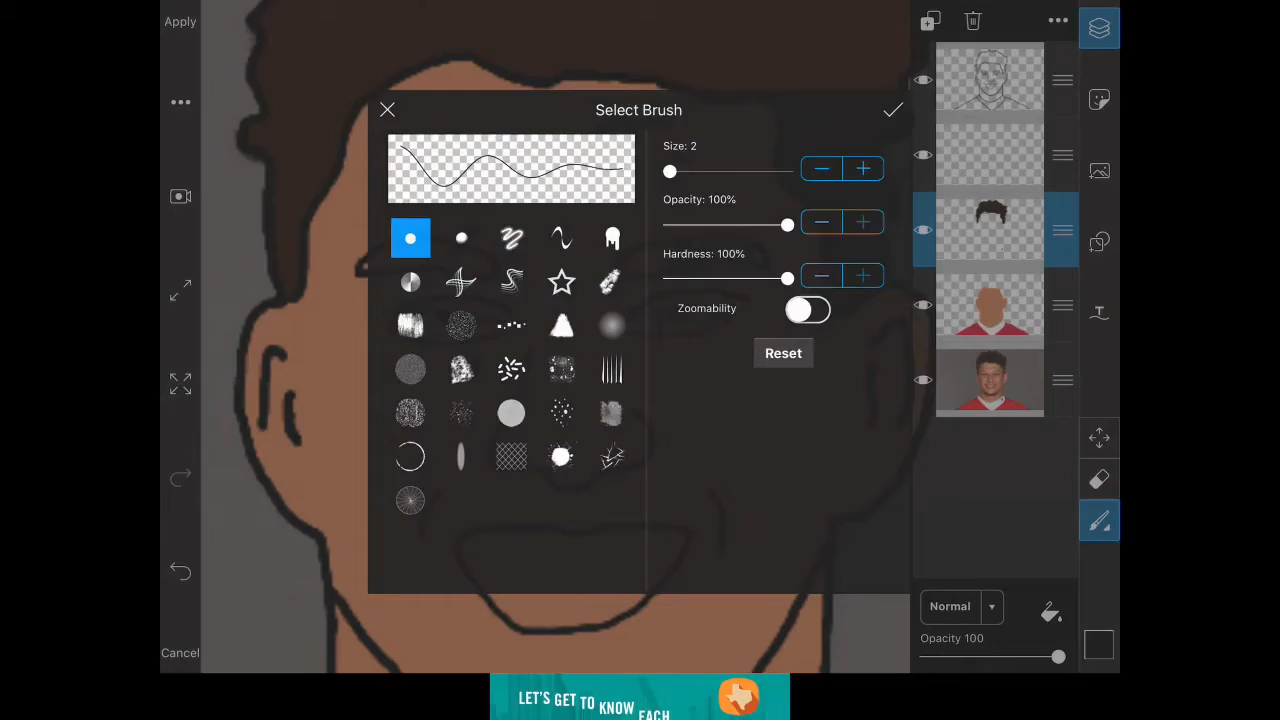 Apply
Select Brush
Size: 2
Opacity: 100%
Hardness: 100%
Zoomability
Reset
Normal
Opacity 100
Cancel
LET'S GET TO KNOW EACH